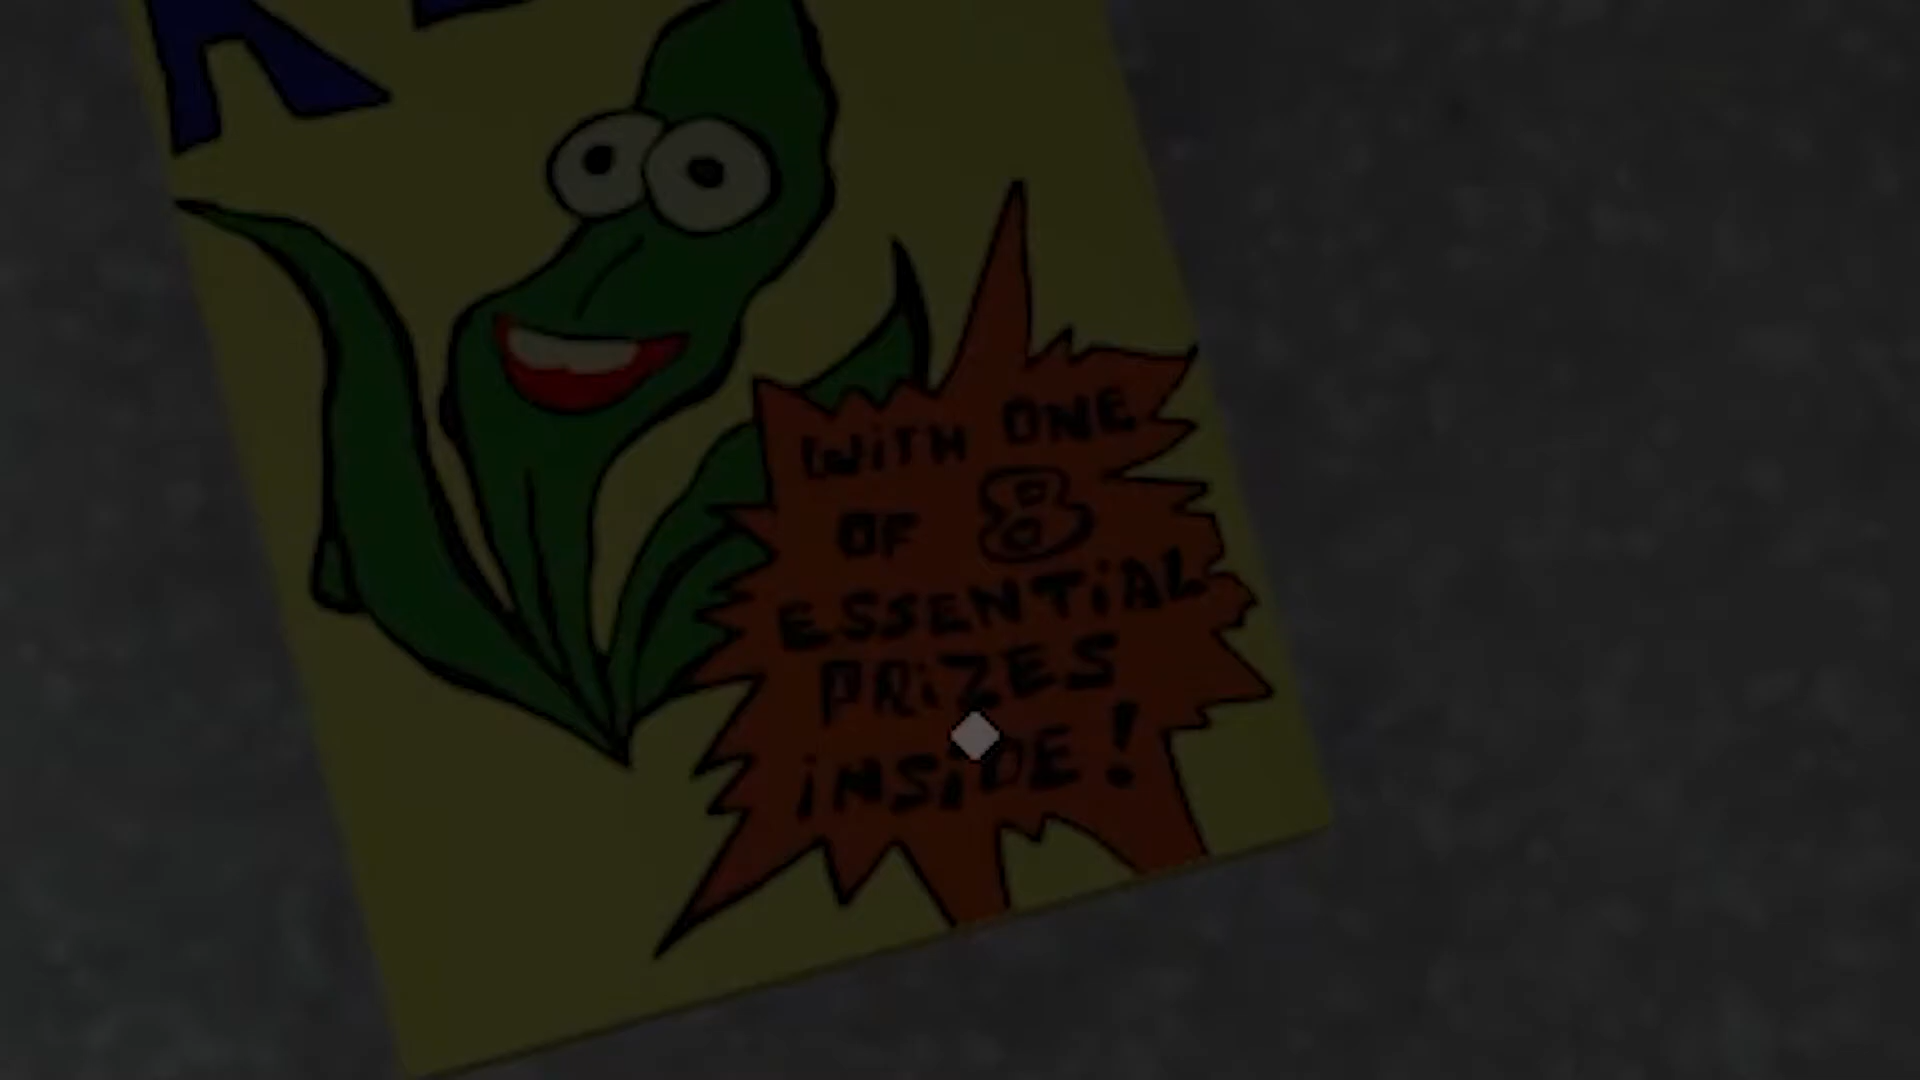 WiTH ONE
OF 8
ESSENTiAL
PRiZES
iNSiDE!